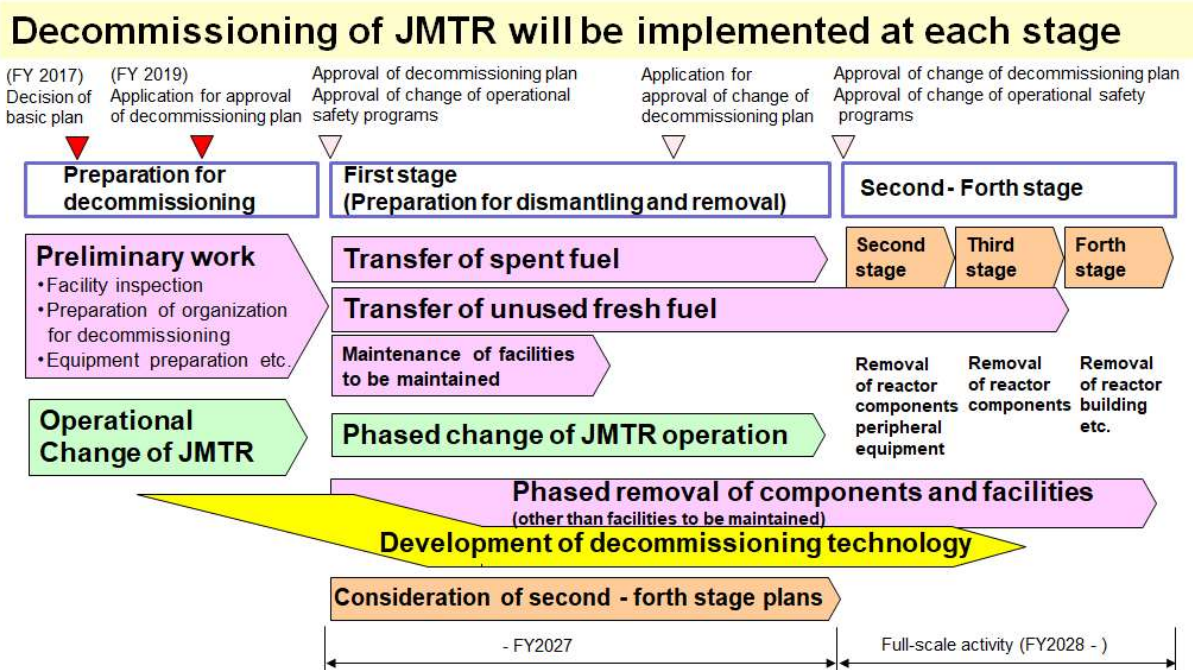 Decommissioning of JMTR will be implemented at each stage
(FY 2017)
Decision of
basic plan
(FY 2019)
Application for approval
of decommissioning plan
Approval of decommissioning plan
Approval of change of operational
safety programs
Application for
approval of change of
decommissioning plan
Approval of change of decommissioning plan
Approval of change of operational safety
programs
Preparation for
decommissioning
First stage
(Preparation for dismantling and removal)
Second - Forth stage
Preliminary work
•Facility inspection
•Preparation of organization
for decommissioning
•Equipment preparation etc.
Transfer of spent fuel
Second
stage
Third
stage
Forth
stage
Transfer of unused fresh fuel
Maintenance of facilities
to be maintained
Removal
of reactor
components
peripheral
equipment
Removal
of reactor
components
Removal
of reactor
building
etc.
Operational
Change of JMTR
Phased change of JMTR operation
Phased removal of components and facilities
(other than facilities to be maintained)
Development of decommissioning technology
Consideration of second - forth stage plans
- FY2027
Full-scale activity (FY2028 - )